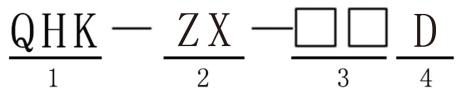 QHK — ZX —□□ D
1 2 3 4